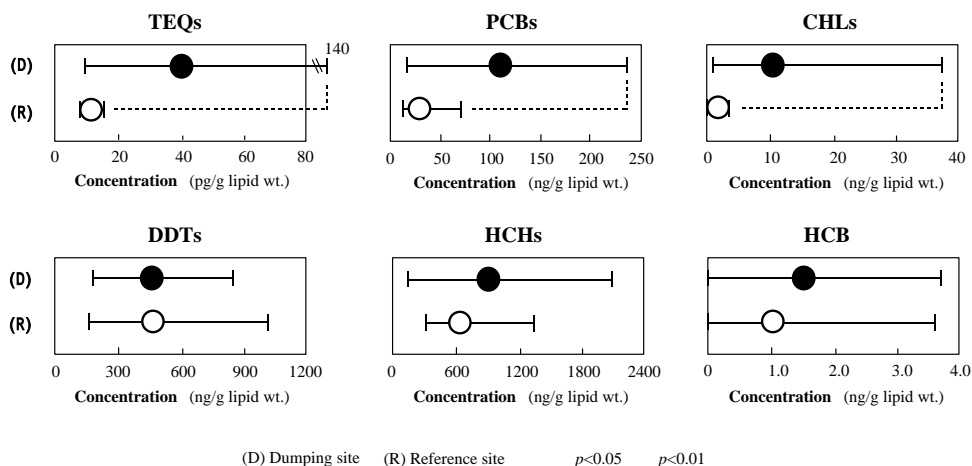 TEQs PCBs CHLs
140
(D)
(R)
0 20 40 60 80 0 50 100 150 200 250 0 10 20 30 40
Concentration (pg/g lipid wt.) Concentration (ng/g lipid wt.) Concentration (ng/g lipid wt.)
DDTs HCHs HCB
(D)
(R)
300 600 900 1200 0 600 1200 1800 2400 0 1.0 2.0 3.0 4.0
Concentration (ng/g lipid wt.) Concentration (ng/g lipid wt.) Concentration (ng/g lipid wt.)
(D) Dumping site (R) Reference site p<0.05 p<0.01